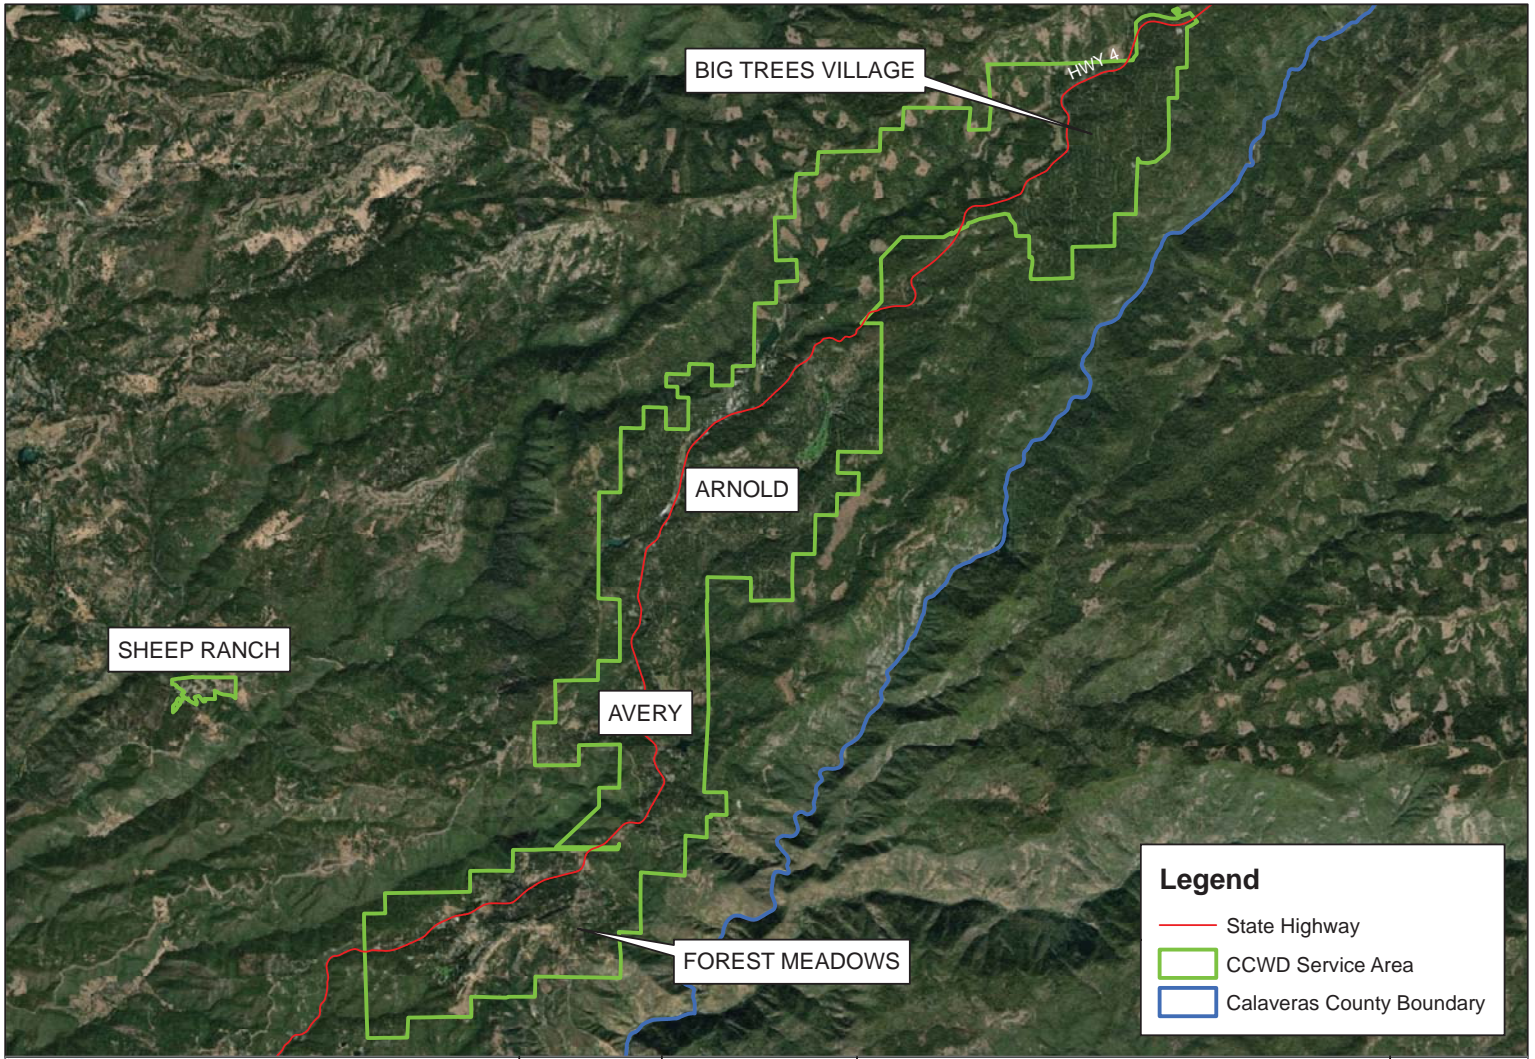 HWY 4
BIG TREES VILLAGE
ARNOLD
SHEEP RANCH
AVERY
FOREST MEADOWS
Legend
State Highway
CCWD Service Area
Calaveras County Boundary